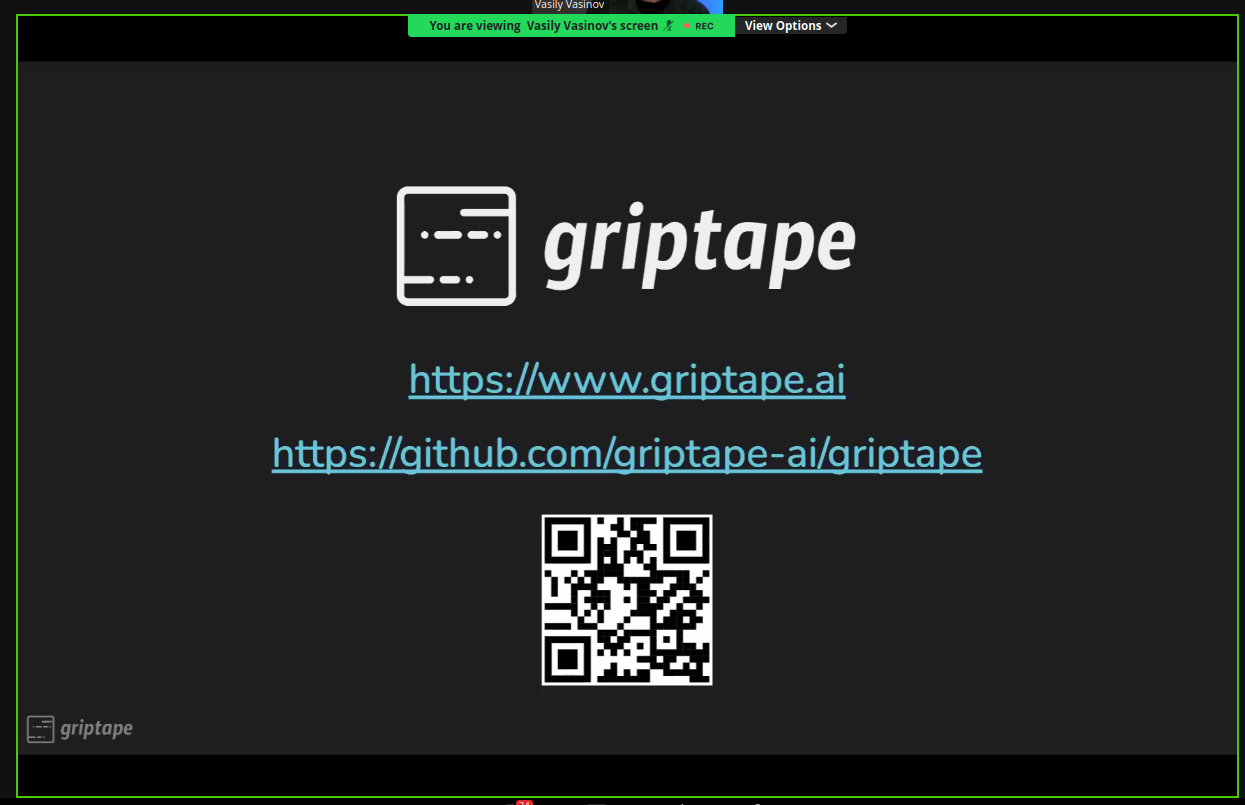 Vasily Vasinov
You are viewing Vasily Vasinov's screen REC View Options
griptape
https://www.griptape.ai
https://github.com/griptape-ai/griptape
griptape